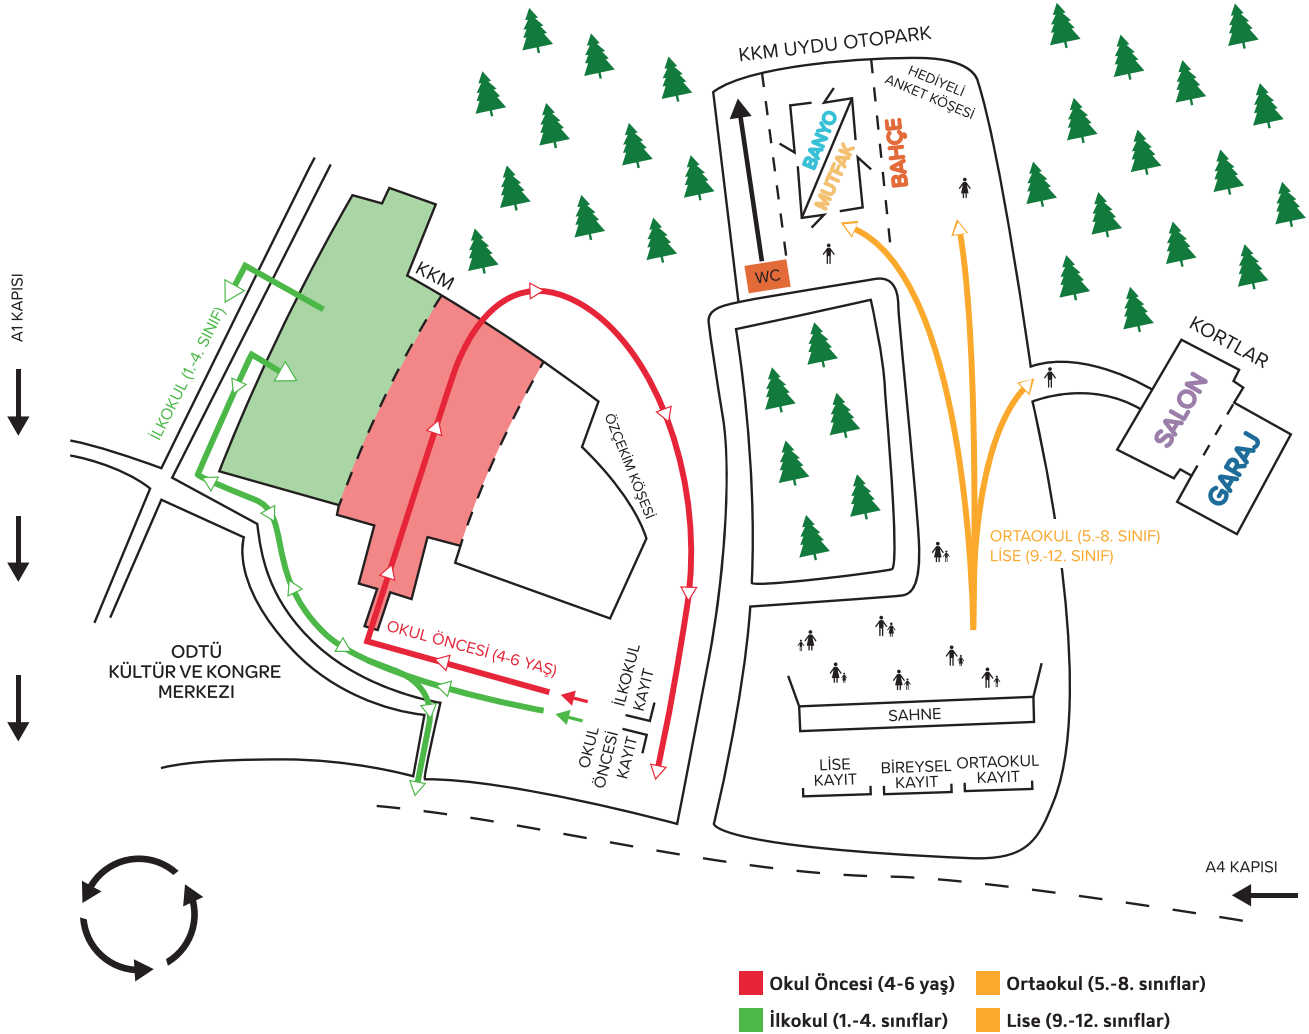 KKM UYDU OTOPARK
HEDİYELİ
ANKET KÖŞESİ
BANYO
MUTFAK
BAHÇE
WC
KKM
A1 KAPISI
İLKOKUL (1.-4. SINIF)
ÖZÇEKİM KÖŞESİ
KORTLAR
SALON
GARAJ
ORTAOKUL (5.-8. SINIF)
LİSE (9.-12. SINIF)
OKUL ÖNCESİ (4-6 YAŞ)
ODTÜ
KÜLTÜR VE KONGRE
MERKEZI
İLKOKUL
KAYIT
OKUL
ÖNCESİ
KAYIT
SAHNE
LİSE
KAYIT
BİREYSEL
KAYIT
ORTAOKUL
KAYIT
A4 KAPISI
Okul Öncesi (4-6 yaş)
Ortaokul (5.-8. sınıflar)
İlkokul (1.-4. sınıflar)
Lise (9.-12. sınıflar)